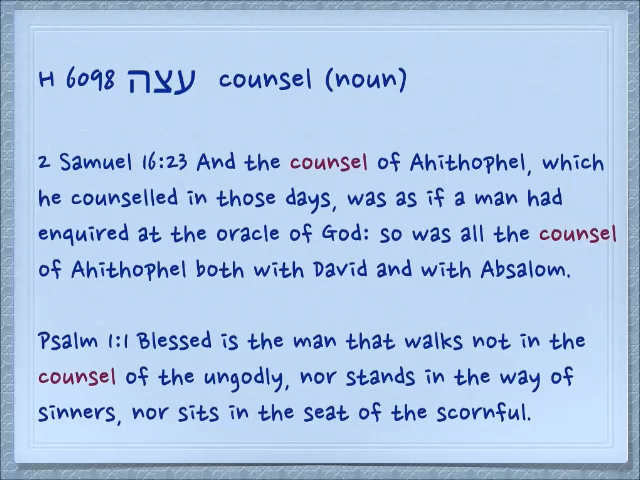 H 6098 עצה counsel (noun)
2 Samuel 16:23 And the counsel of Ahithophel, which
he counselled in those days, was as if a man had
enquired at the oracle of God: so was all the counsel
of Ahithophel both with David and with Absalom.
Psalm 1:1 Blessed is the man that walks not in the
counsel of the ungodly, nor stands in the way of
sinners, nor sits in the seat of the scornful.